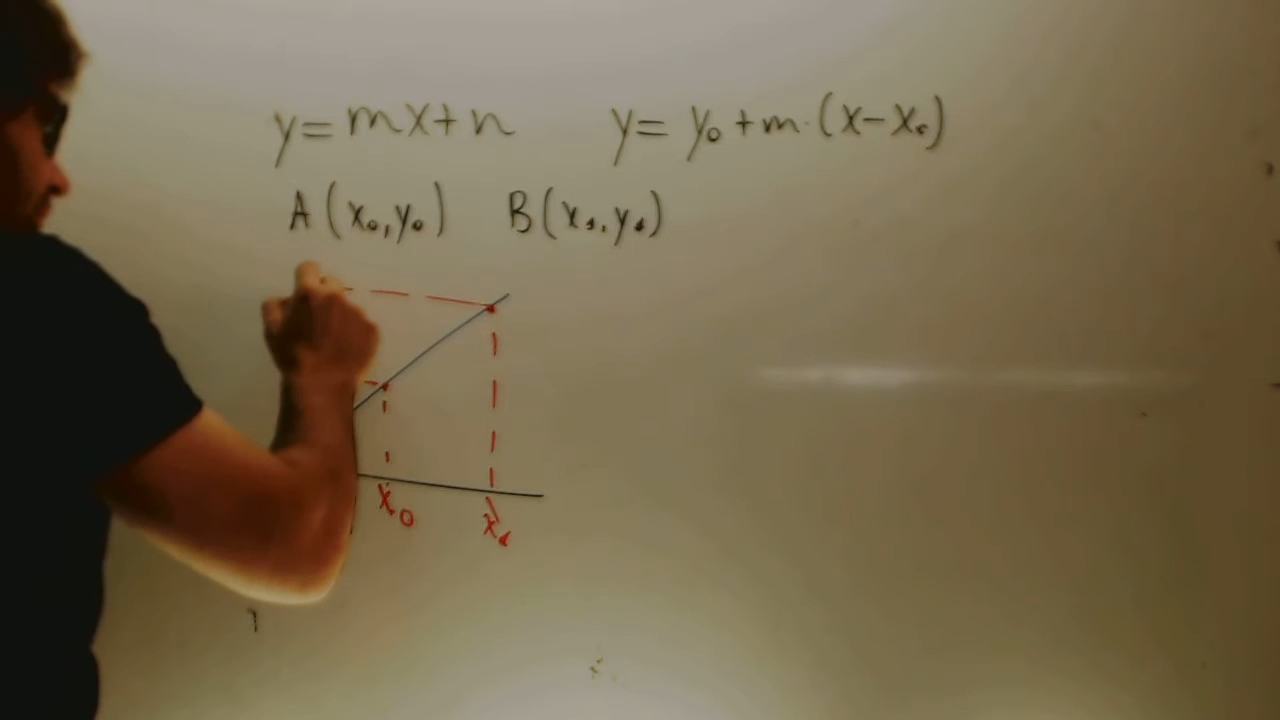 y = mx + n y = y₀ + m · (x - x₀)
A (x₀, y₀) B (x₁, y₁)
x₀ x₁